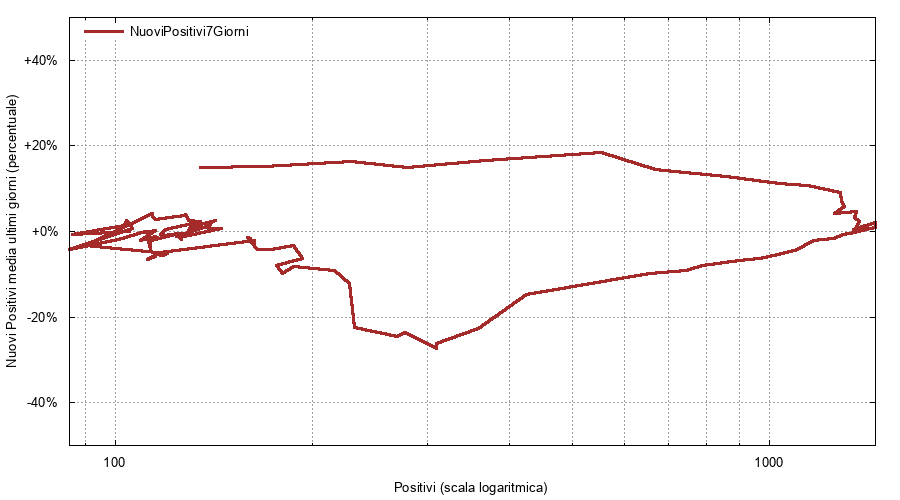 NuoviPositivi7Giorni
+40%
+20%
+0%
-20%
-40%
Nuovi Positivi media ultimi giorni (percentuale)
100
1000
Positivi (scala logaritmica)